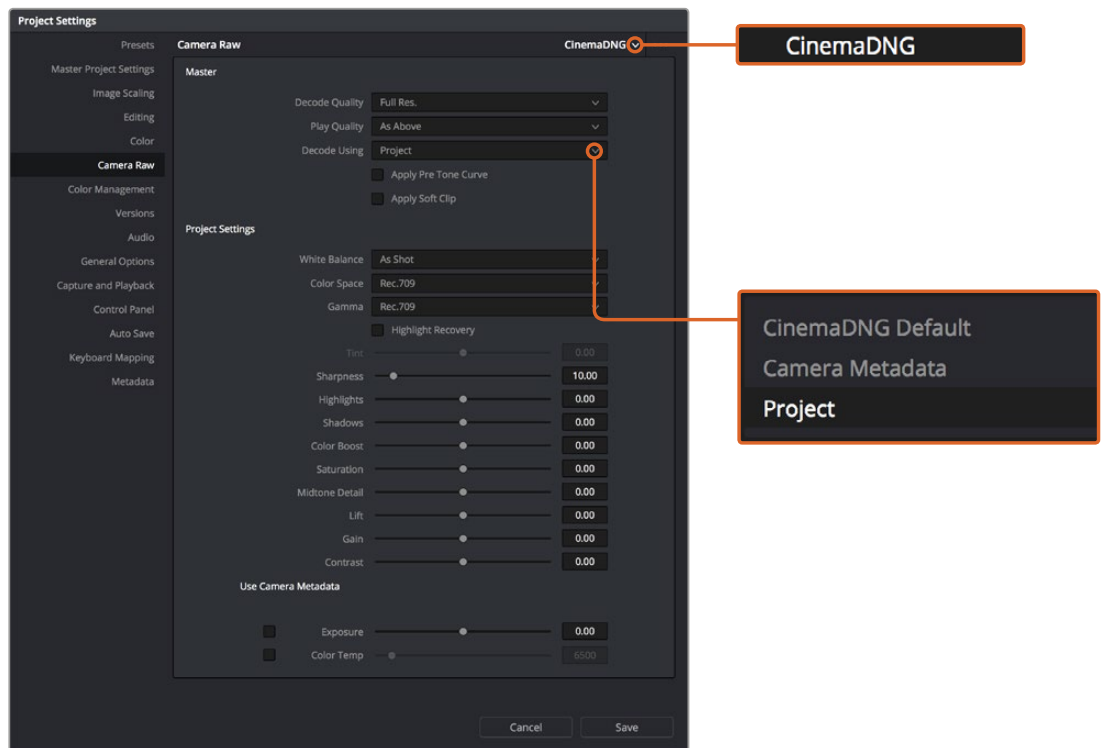 Project Settings
Presets
Master Project Settings
Image Scaling
Editing
Color
Camera Raw
Color Management
Versions
Audio
General Options
Capture and Playback
Control Panel
Auto Save
Keyboard Mapping
Metadata
Camera Raw CinemaDNG
Master
Decode Quality Full Res.
Play Quality As Above
Decode Using Project
Apply Pre Tone Curve
Apply Soft Clip
Project Settings
White Balance As Shot
Color Space Rec.709
Gamma Rec.709
Highlight Recovery
Tint 0.00
Sharpness 10.00
Highlights 0.00
Shadows 0.00
Color Boost 0.00
Saturation 0.00
Midtone Detail 0.00
Lift 0.00
Gain 0.00
Contrast 0.00
Use Camera Metadata
Exposure 0.00
Color Temp 6500
Cancel Save
CinemaDNG
CinemaDNG Default
Camera Metadata
Project